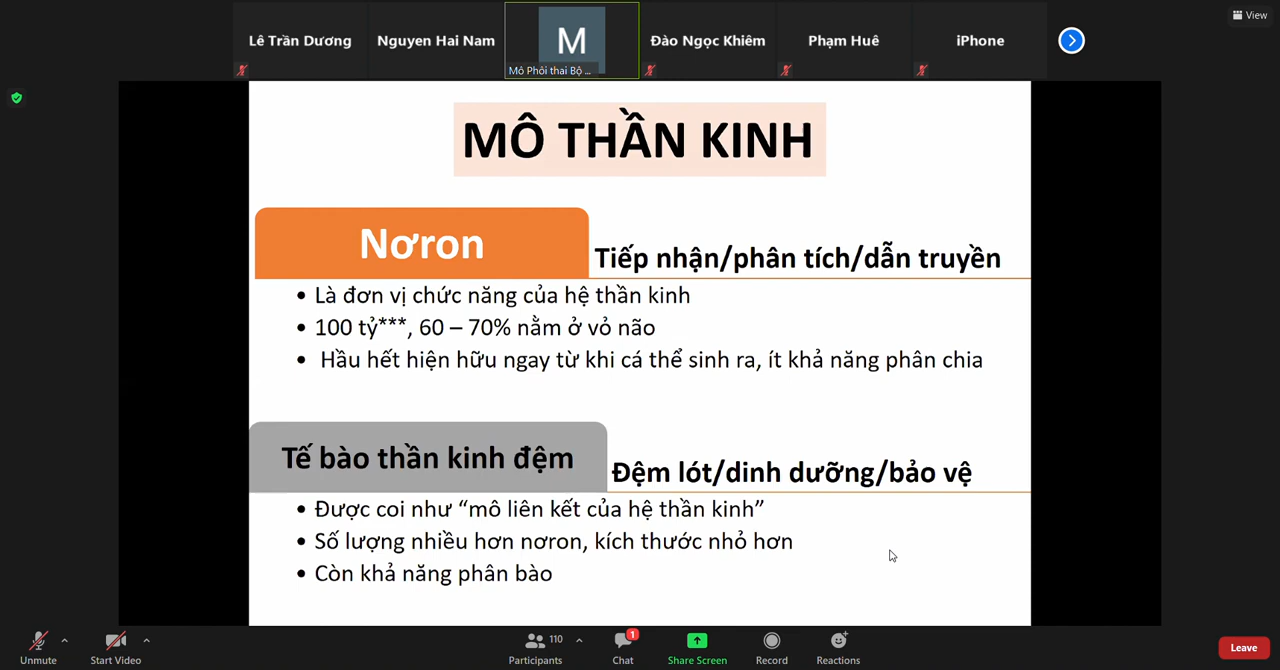 View
Lê Trần Dương
Nguyen Hai Nam
M
Mô Phôi thai Bộ ...
Đào Ngọc Khiêm
Phạm Huê
iPhone
MÔ THẦN KINH
Nơron
Tiếp nhận/phân tích/dẫn truyền
• Là đơn vị chức năng của hệ thần kinh
• 100 tỷ***, 60 – 70% nằm ở vỏ não
• Hầu hết hiện hữu ngay từ khi cá thể sinh ra, ít khả năng phân chia
Tế bào thần kinh đệm
Đệm lót/dinh dưỡng/bảo vệ
• Được coi như “mô liên kết của hệ thần kinh”
• Số lượng nhiều hơn nơron, kích thước nhỏ hơn
• Còn khả năng phân bào
Unmute
Start Video
110
Participants
1
Chat
Share Screen
Record
Reactions
Leave